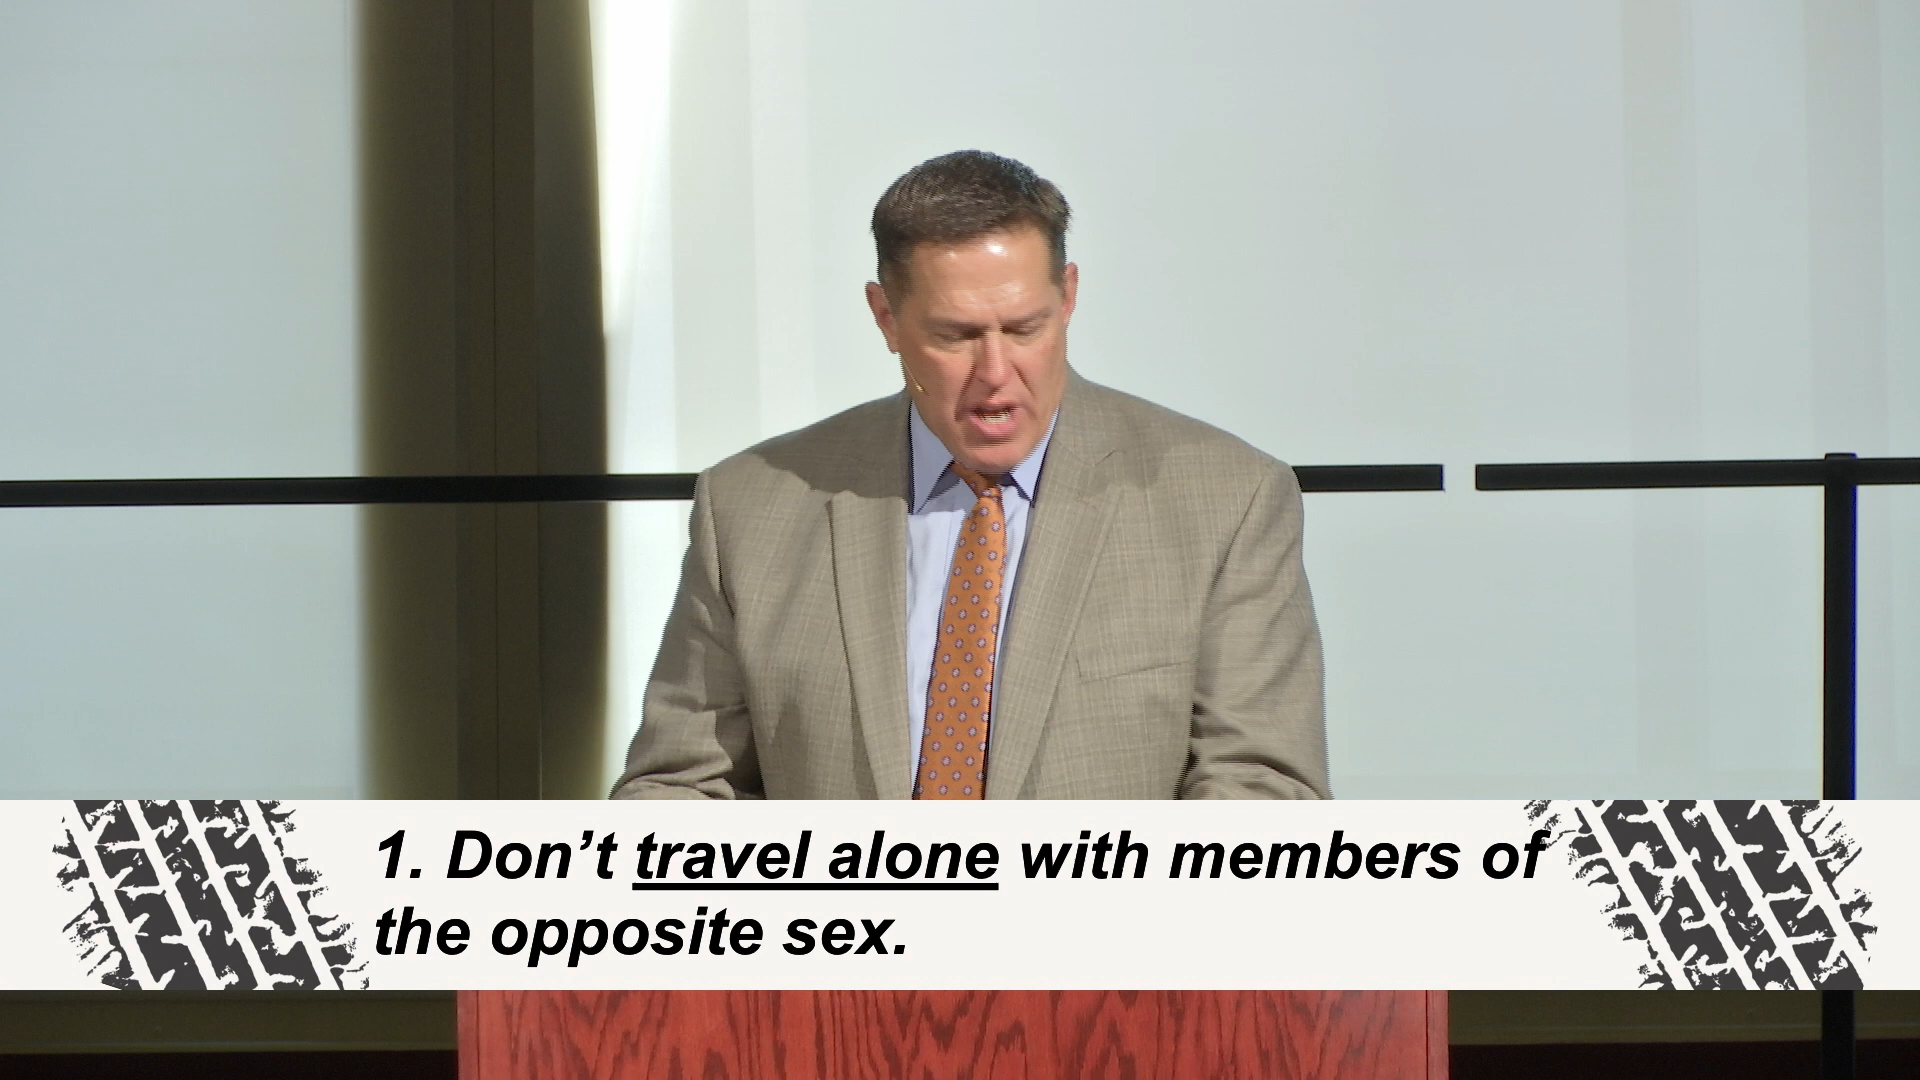 1. Don’t travel alone with members of
the opposite sex.